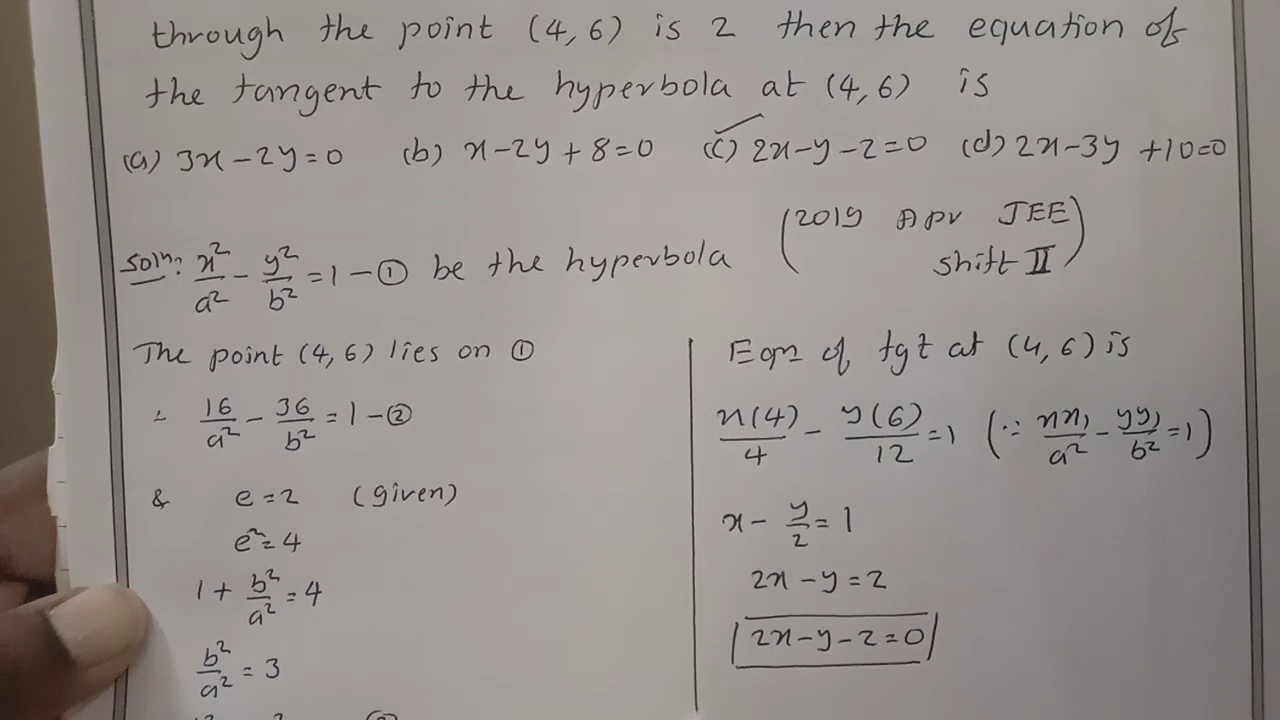 through the point (4,6) is 2 then the equation of
the tangent to the hyperbola at (4,6) is
(a) 3x-2y=0 (b) x-2y+8=0 (c) 2x-y-2=0 (d) 2x-3y+10=0
(2019 Apr JEE
shift II)
Soln: x²/a² - y²/b² = 1 - ① be the hyperbola
The point (4,6) lies on ①
∴ 16/a² - 36/b² = 1 - ②
& e=2 (given)
e²=4
1 + b²/a² = 4
b²/a² = 3
Eqn of tgt at (4,6) is
x(4)/4 - y(6)/12 = 1 (∵ xx₁/a² - yy₁/b² = 1)
x - y/2 = 1
2x-y=2
2x-y-2=0